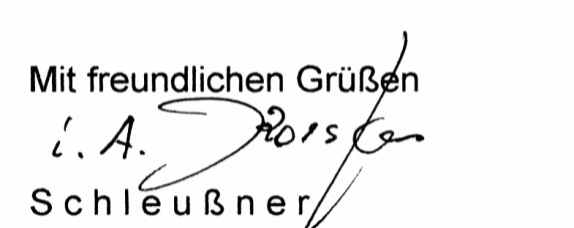 Mit freundlichen Grüßen
i. A.
Schleußner